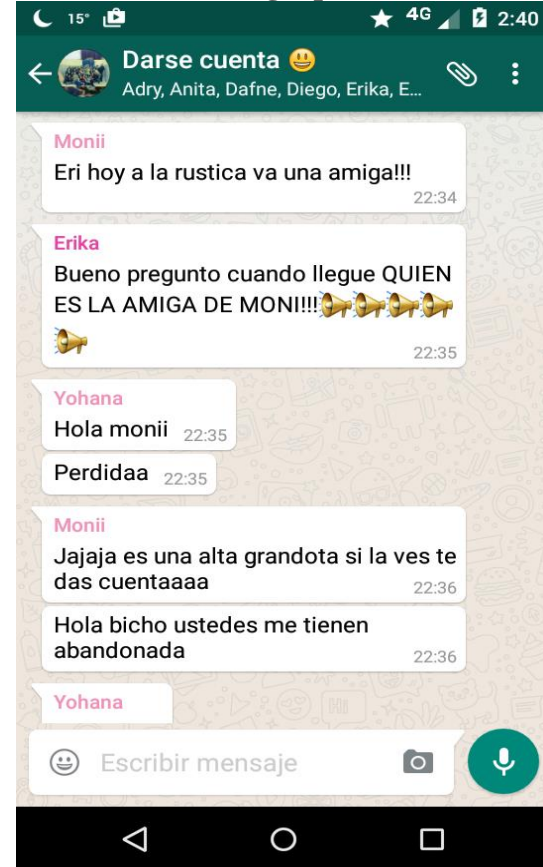 15° 4G 2:40
Darse cuenta
Adry, Anita, Dafne, Diego, Erika, E...
Monii
Eri hoy a la rustica va una amiga!!!
22:34
Erika
Bueno pregunto cuando llegue QUIEN
ES LA AMIGA DE MONI!!!
22:35
Yohana
Hola monii 22:35
Perdidaa 22:35
Monii
Jajaja es una alta grandota si la ves te
das cuentaaaa 22:36
Hola bicho ustedes me tienen
abandonada 22:36
Yohana
Escribir mensaje